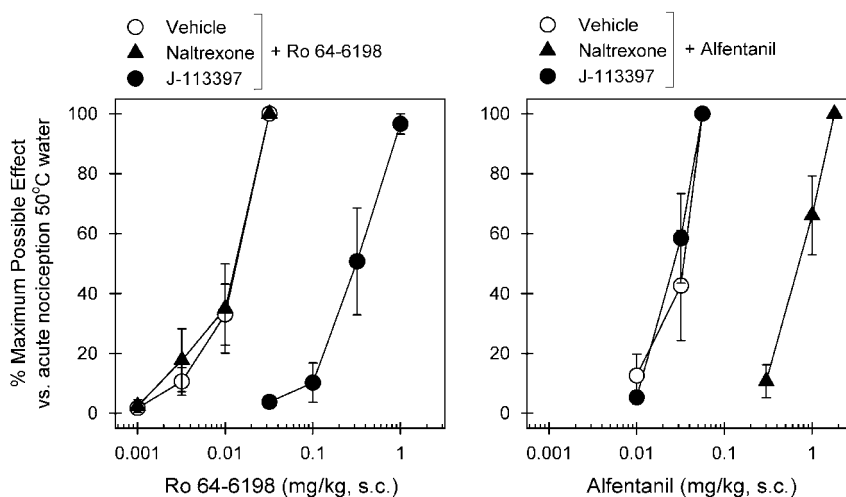 Vehicle
Naltrexone + Ro 64-6198
J-113397
Vehicle
Naltrexone + Alfentanil
J-113397
% Maximum Possible Effect
vs. acute nociception 50°C water
100
80
60
40
20
0
0.001 0.01 0.1 1
Ro 64-6198 (mg/kg, s.c.)
100
80
60
40
20
0
0.001 0.01 0.1 1
Alfentanil (mg/kg, s.c.)